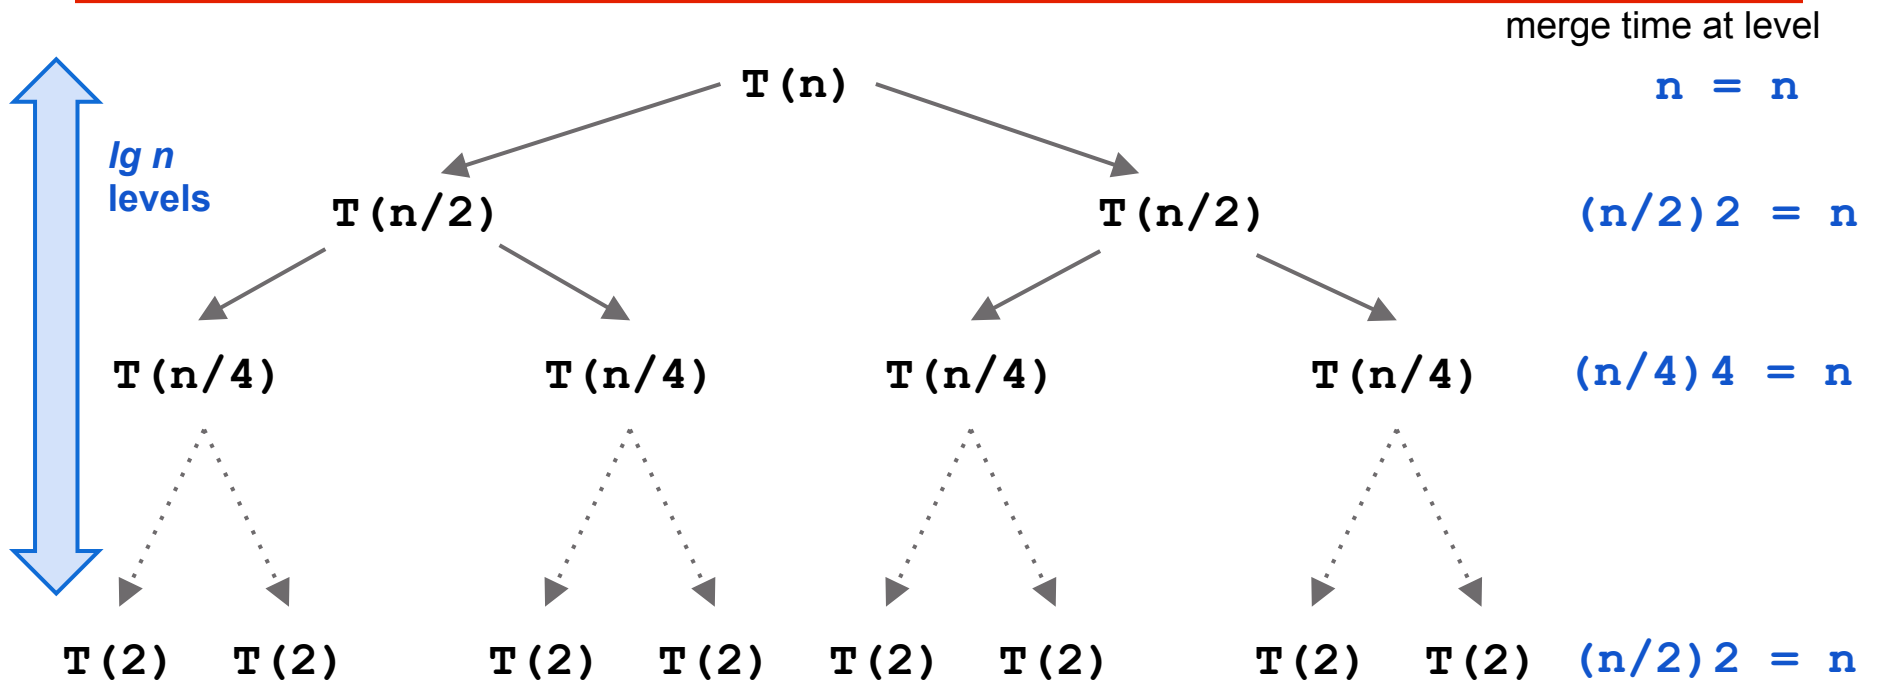 merge time at level
T(n) n = n
lg n
levels
T(n/2) T(n/2) (n/2)2 = n
T(n/4) T(n/4) T(n/4) T(n/4) (n/4)4 = n
T(2) T(2) T(2) T(2) T(2) T(2) T(2) T(2) (n/2)2 = n